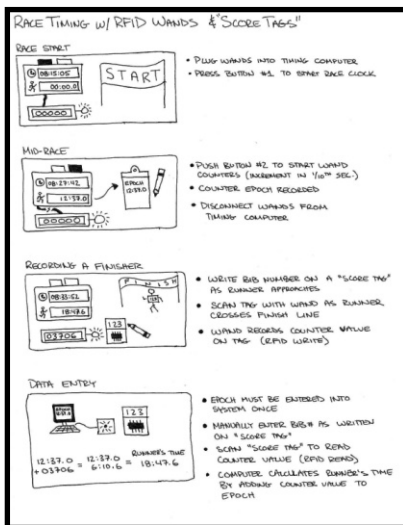 RACE TIMING W/ RFID WANDS & "SCORE TAGS"
RACE START
08:15:05
00:00.0
00000
START
• PLUG WANDS INTO TIMING COMPUTER
• PRESS BUTTON #1 TO START RACE CLOCK
MID-RACE
08:27:42
12:37.0
00000
EPOCH
12:37.0
• PUSH BUTTON #2 TO START WAND
COUNTERS (INCREMENT IN 1/10TH SEC.)
• COUNTER EPOCH RECORDED
• DISCONNECT WANDS FROM
TIMING COMPUTER
RECORDING A FINISHER
08:33:52
18:47.6
03706
FINISH
123
123
• WRITE BIB NUMBER ON A "SCORE TAG"
AS RUNNER APPROACHES
• SCAN TAG WITH WAND AS RUNNER
CROSSES FINISH LINE
• WAND RECORDS COUNTER VALUE
ON TAG (RFID WRITE)
DATA ENTRY
123
12:37.0 12:37.0 RUNNER'S TIME
+03706 = 6:10.6 = 18:47.6
• EPOCH MUST BE ENTERED INTO
SYSTEM ONCE
• MANUALLY ENTER BIB# AS WRITTEN
ON "SCORE TAG"
• SCAN "SCORE TAG" TO READ
COUNTER VALUE (RFID READ)
• COMPUTER CALCULATES RUNNER'S TIME
BY ADDING COUNTER VALUE TO
EPOCH